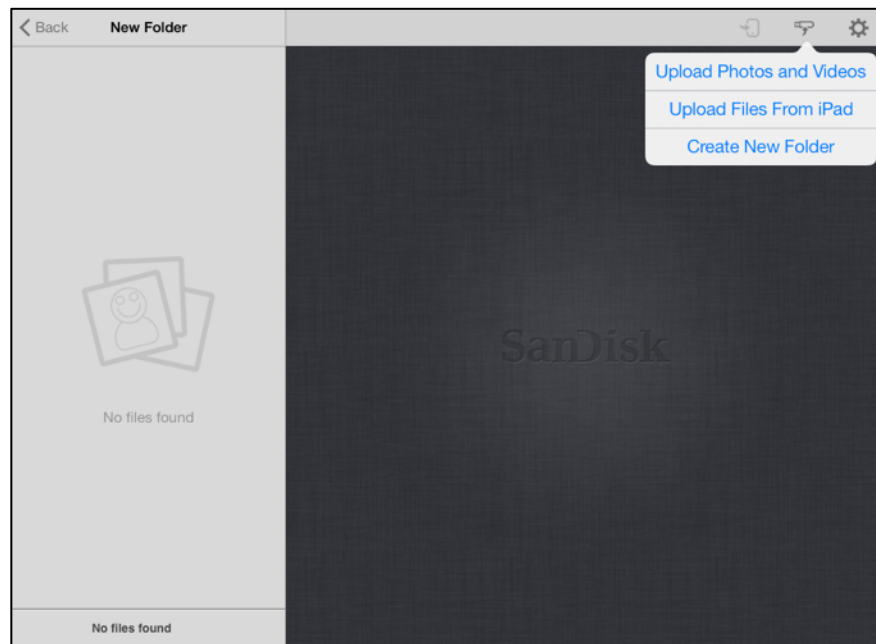 Back
New Folder
Upload Photos and Videos
Upload Files From iPad
Create New Folder
No files found
SanDisk
No files found